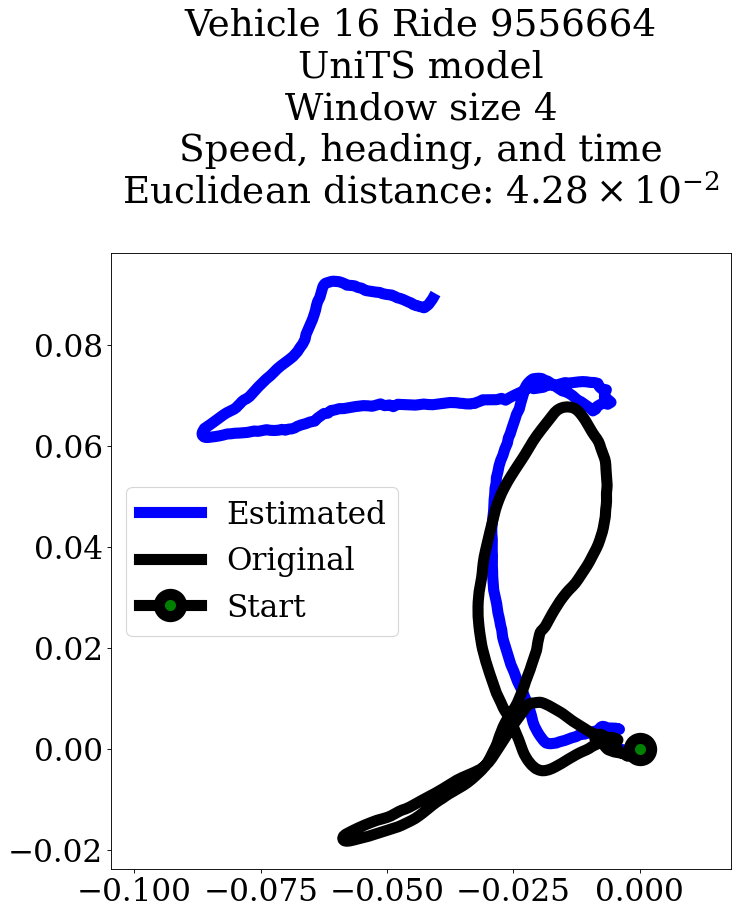 Vehicle 16 Ride 9556664
UniTS model
Window size 4
Speed, heading, and time
Euclidean distance: 4.28 × 10⁻²
0.08
0.06
0.04
0.02
0.00
−0.02
Estimated
Original
Start
−0.100 −0.075 −0.050 −0.025 0.000